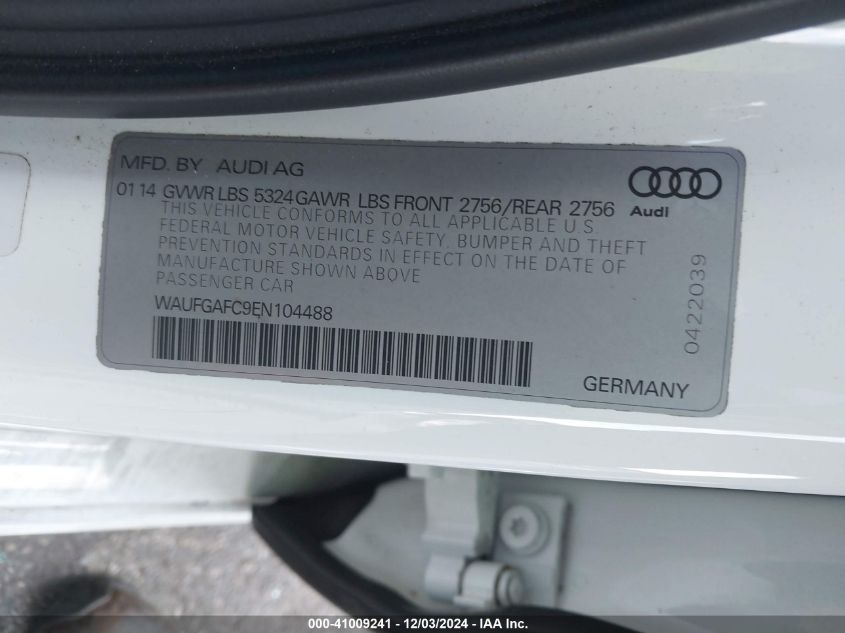 MFD. BY AUDI AG
01 14 GVWR LBS 5324 GAWR LBS FRONT 2756/REAR 2756
Audi
THIS VEHICLE CONFORMS TO ALL APPLICABLE U.S
FEDERAL MOTOR VEHICLE SAFETY, BUMPER AND THEFT
PREVENTION STANDARDS IN EFFECT ON THE DATE OF
MANUFACTURE SHOWN ABOVE
PASSENGER CAR
WAUFGAFC9EN104488
0422039
GERMANY
000-41009241 - 12/03/2024 - IAA Inc.